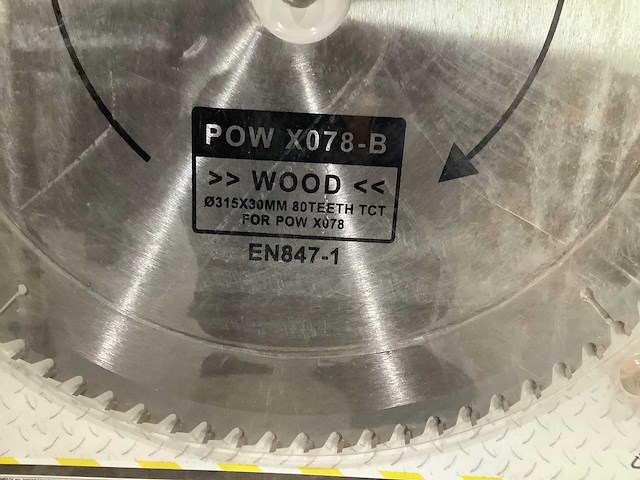 POW X078-B
>> WOOD <<
Ø315X30MM 80TEETH TCT
FOR POW X078
EN847-1